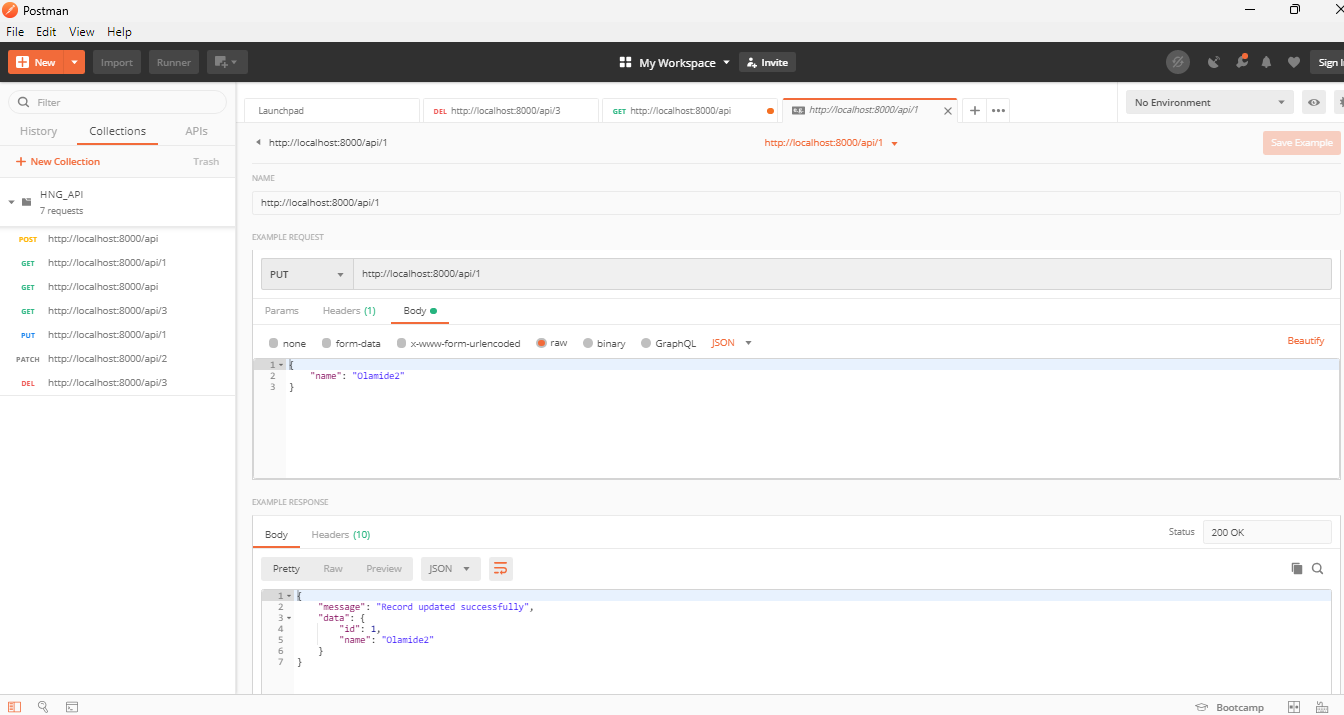 Postman
File Edit View Help
New Import Runner My Workspace Invite Sign I
Filter
History Collections APIs
New Collection Trash
HNG_API
7 requests
POST http://localhost:8000/api
GET http://localhost:8000/api/1
GET http://localhost:8000/api
GET http://localhost:8000/api/3
PUT http://localhost:8000/api/1
PATCH http://localhost:8000/api/2
DEL http://localhost:8000/api/3
Launchpad DEL http://localhost:8000/api/3 GET http://localhost:8000/api http://localhost:8000/api/1 No Environment
http://localhost:8000/api/1 http://localhost:8000/api/1 Save Example
NAME
http://localhost:8000/api/1
EXAMPLE REQUEST
PUT http://localhost:8000/api/1
Params Headers (1) Body
none form-data x-www-form-urlencoded raw binary GraphQL JSON Beautify
1 {
2 "name": "Olamide2"
3 }
EXAMPLE RESPONSE
Body Headers (10) Status 200 OK
Pretty Raw Preview JSON
1 {
2 "message": "Record updated successfully",
3 "data": {
4 "id": 1,
5 "name": "Olamide2"
6 }
7 }
Bootcamp